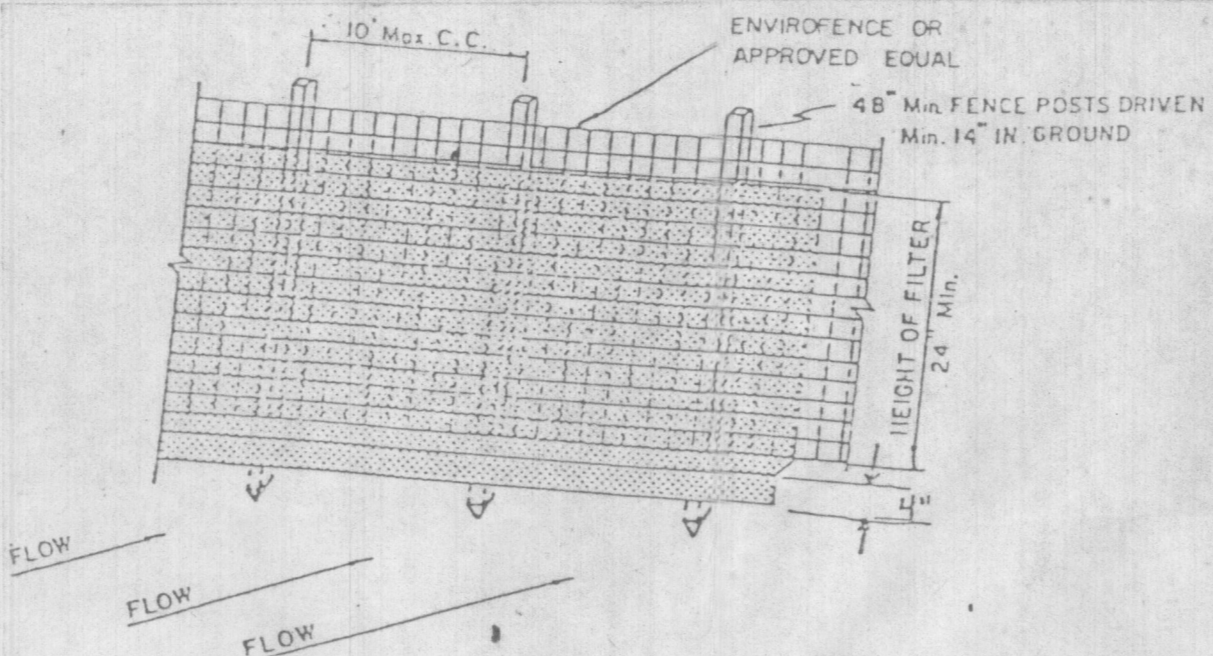 10' Max. C.C.
ENVIROFENCE OR
APPROVED EQUAL
48" Min. FENCE POSTS DRIVEN
Min. 14" IN GROUND
HEIGHT OF FILTER
24" Min.
4"
FLOW
FLOW
FLOW